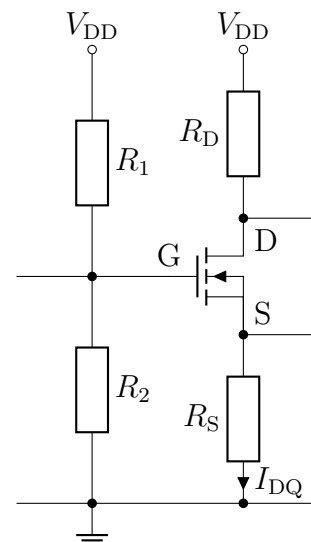 V_DD
V_DD
R_D
R_1
D
G
S
R_2
R_S
I_DQ